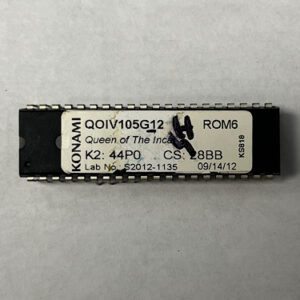 KONAMI
QOIV105G12 ROM6
Queen of The Inca
K2: 44P0 CS: 28BB
Lab No.: S2012-1135 09/14/12
KS818